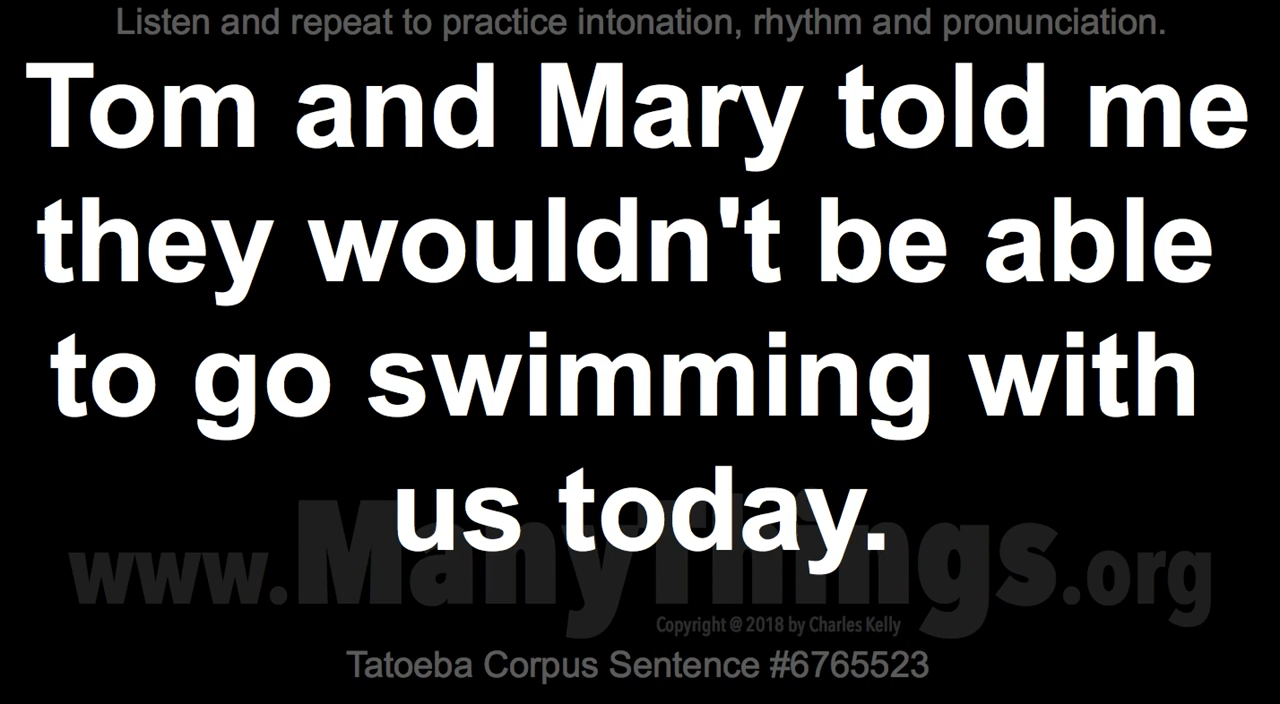 Listen and repeat to practice intonation, rhythm and pronunciation.
Tom and Mary told me
they wouldn't be able
to go swimming with
us today.
www.ManyThings.org
Copyright @ 2018 by Charles Kelly
Tatoeba Corpus Sentence #6765523